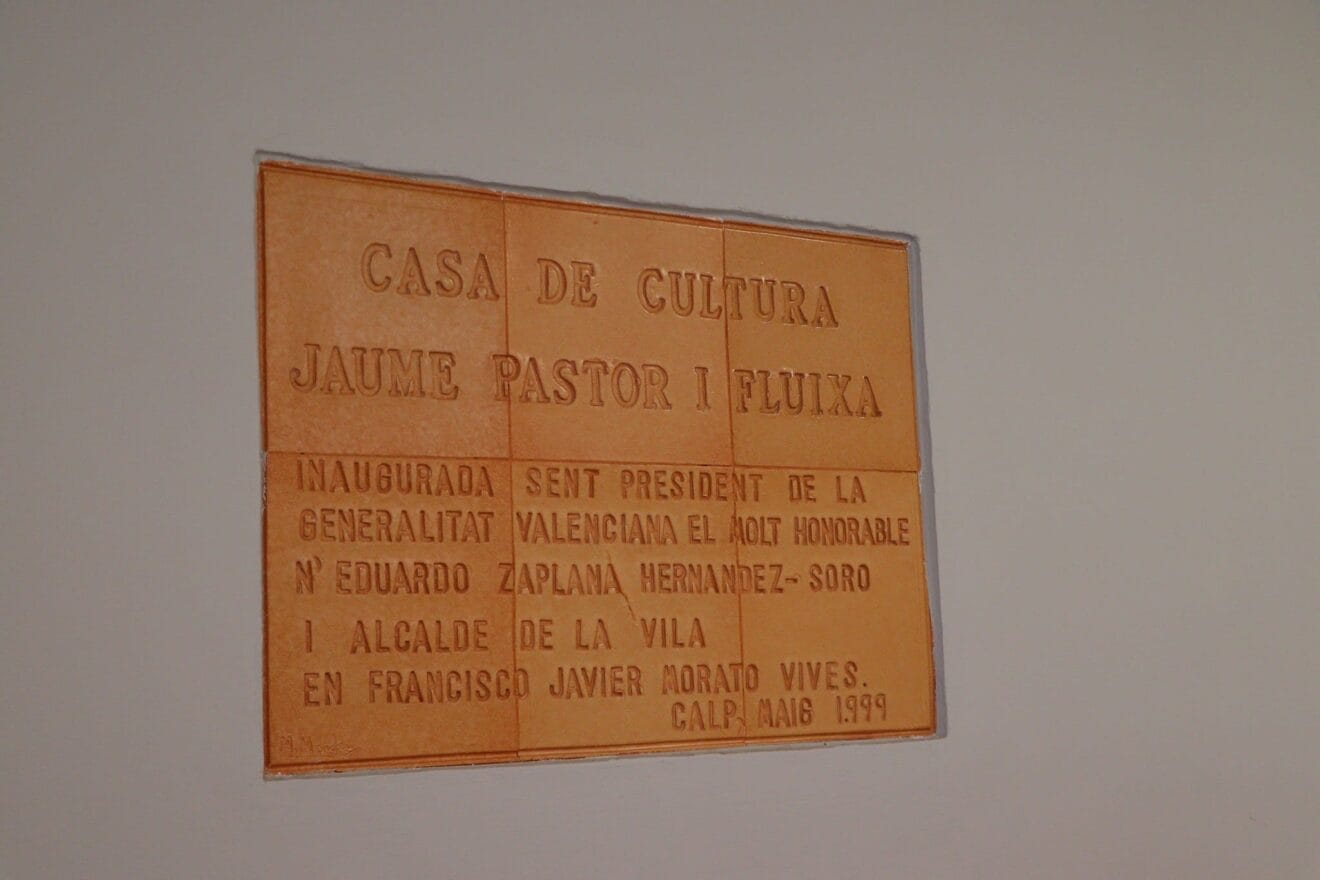 CASA DE CULTURA
JAUME PASTOR I FLUIXA
INAUGURADA SENT PRESIDENT DE LA
GENERALITAT VALENCIANA EL MOLT HONORABLE
N' EDUARDO ZAPLANA HERNANDEZ-SORO
I ALCALDE DE LA VILA
EN FRANCISCO JAVIER MORATO VIVES.
CALP, MAIG 1.999